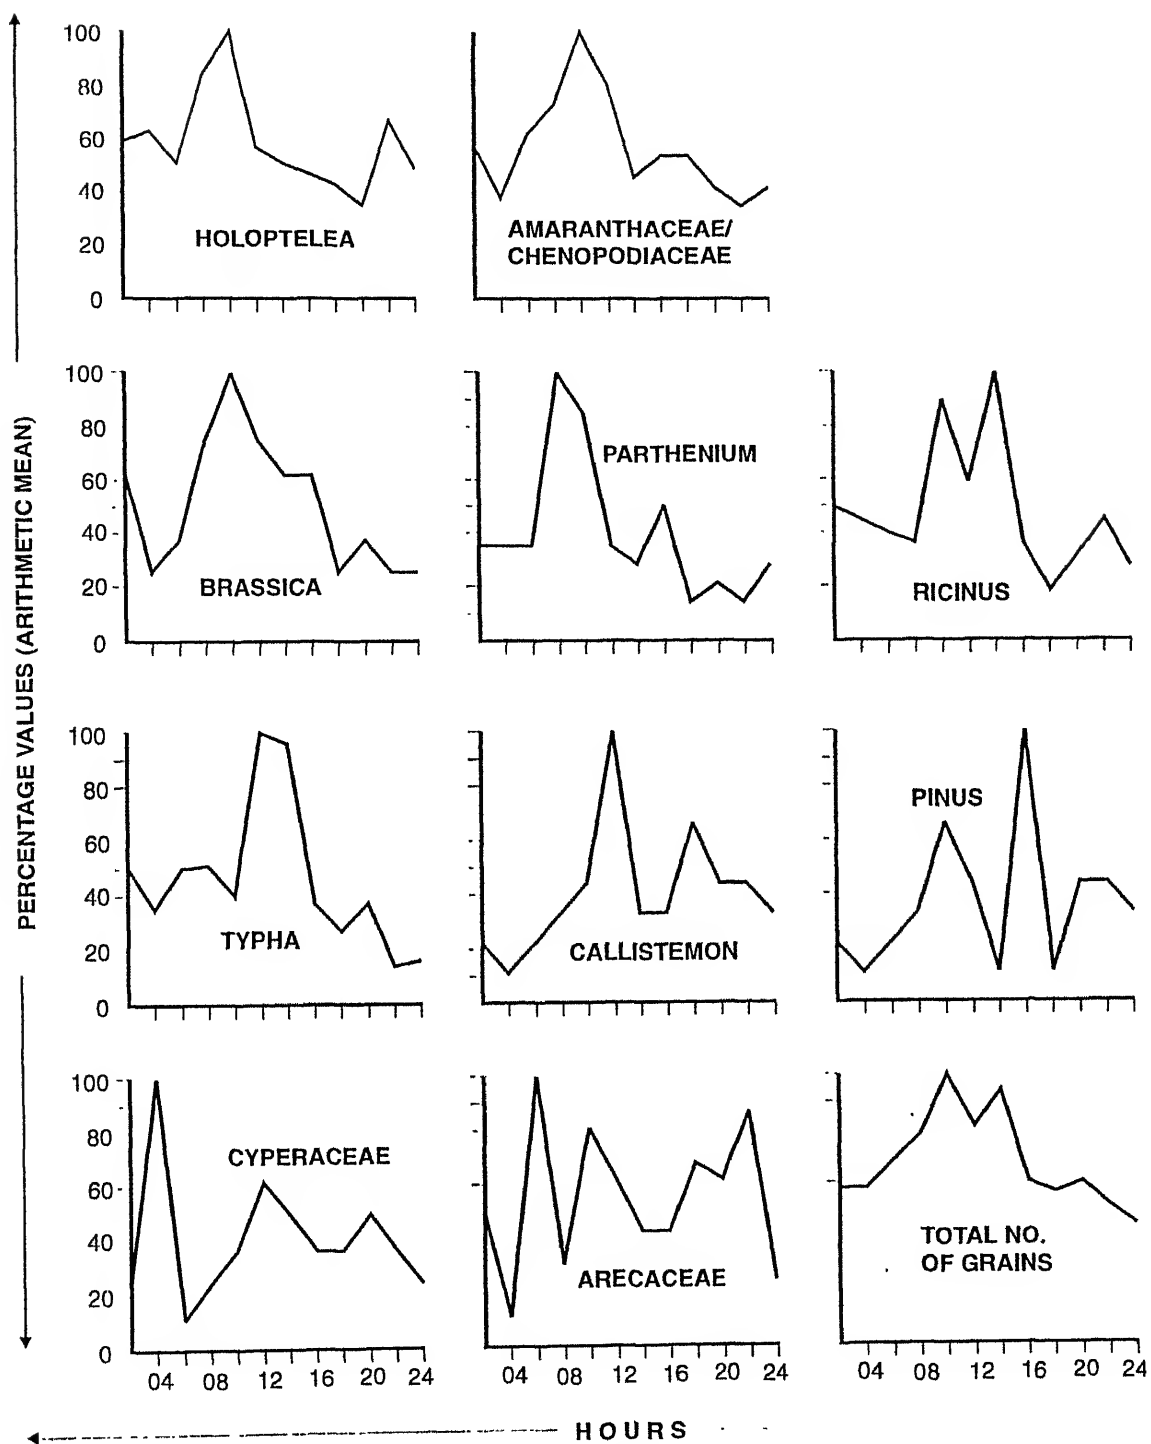 PERCENTAGE VALUES (ARITHMETIC MEAN)
100
80
60
40
20
0
HOLOPTELEA
AMARANTHACEAE/
CHENOPODIACEAE
100
80
60
40
20
0
BRASSICA
PARTHENIUM
RICINUS
100
80
60
40
20
0
TYPHA
CALLISTEMON
PINUS
100
80
60
40
20
0
CYPERACEAE
ARECACEAE
TOTAL NO.
OF GRAINS
04 08 12 16 20 24
04 08 12 16 20 24
04 08 12 16 20 24
HOURS